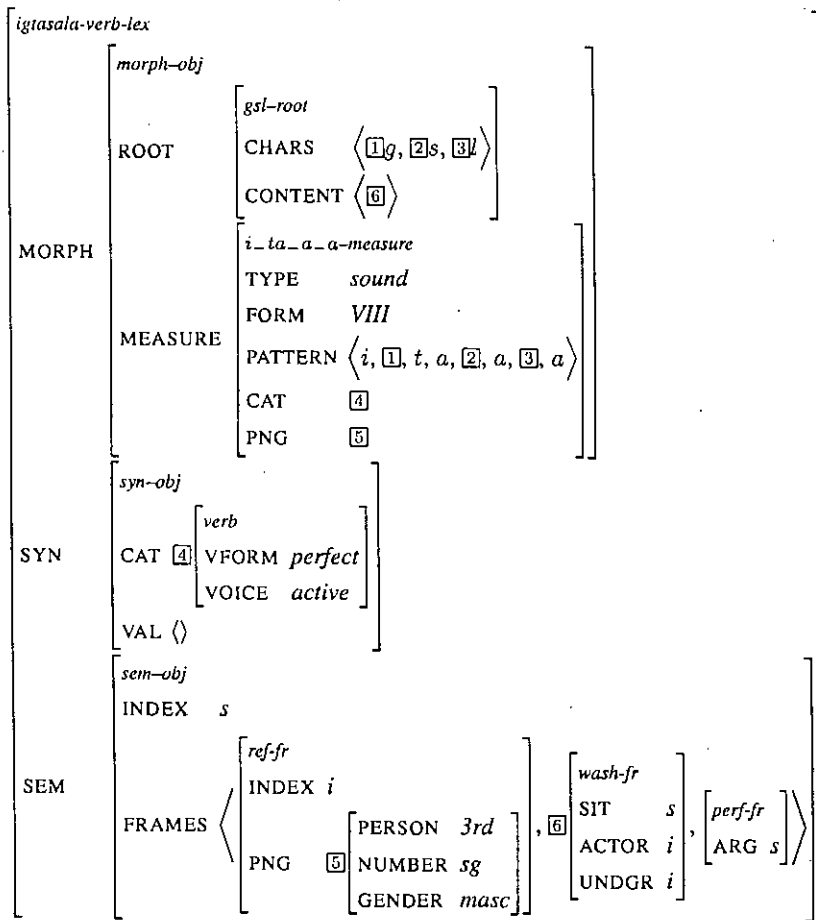 igtasala-verb-lex
morph–obj
gsl–root
ROOT CHARS ⟨[1]g, [2]s, [3]l⟩
CONTENT ⟨[6]⟩
MORPH
i_ta_a_a–measure
TYPE sound
FORM VIII
MEASURE PATTERN ⟨i, [1], t, a, [2], a, [3], a⟩
CAT [4]
PNG [5]
syn–obj
verb
SYN CAT [4] VFORM perfect
VOICE active
VAL ⟨⟩
sem–obj
INDEX s
ref-fr
INDEX i
SEM FRAMES ⟨ PNG [5] PERSON 3rd
NUMBER sg
GENDER masc
, [6] wash-fr
SIT s
ACTOR i
UNDGR i
, perf-fr
ARG s ⟩